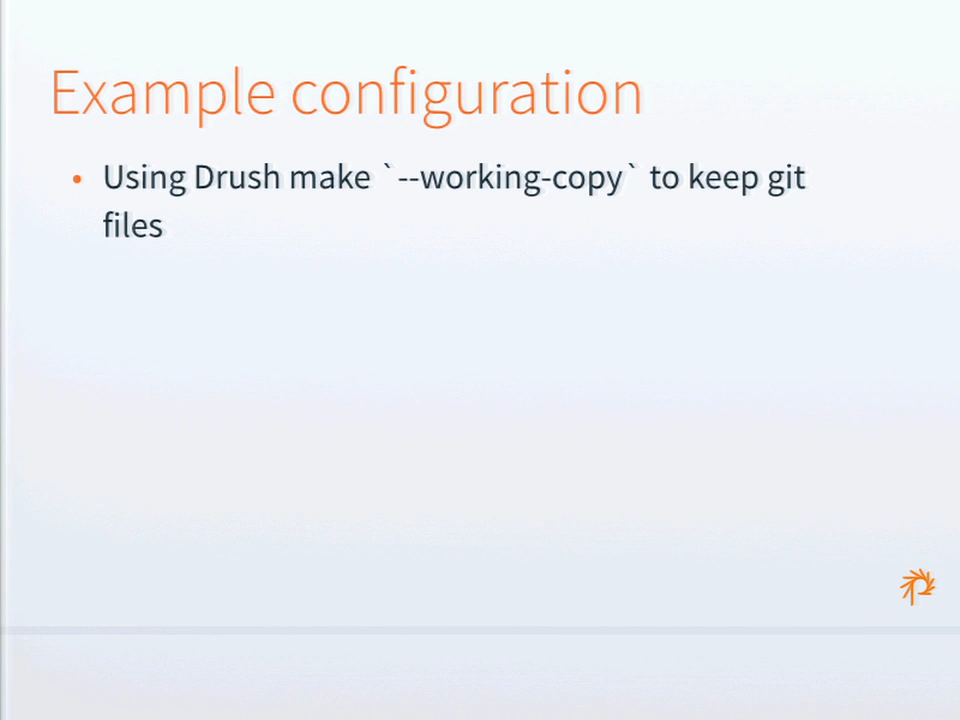 Example configuration
• Using Drush make `--working-copy` to keep git
files